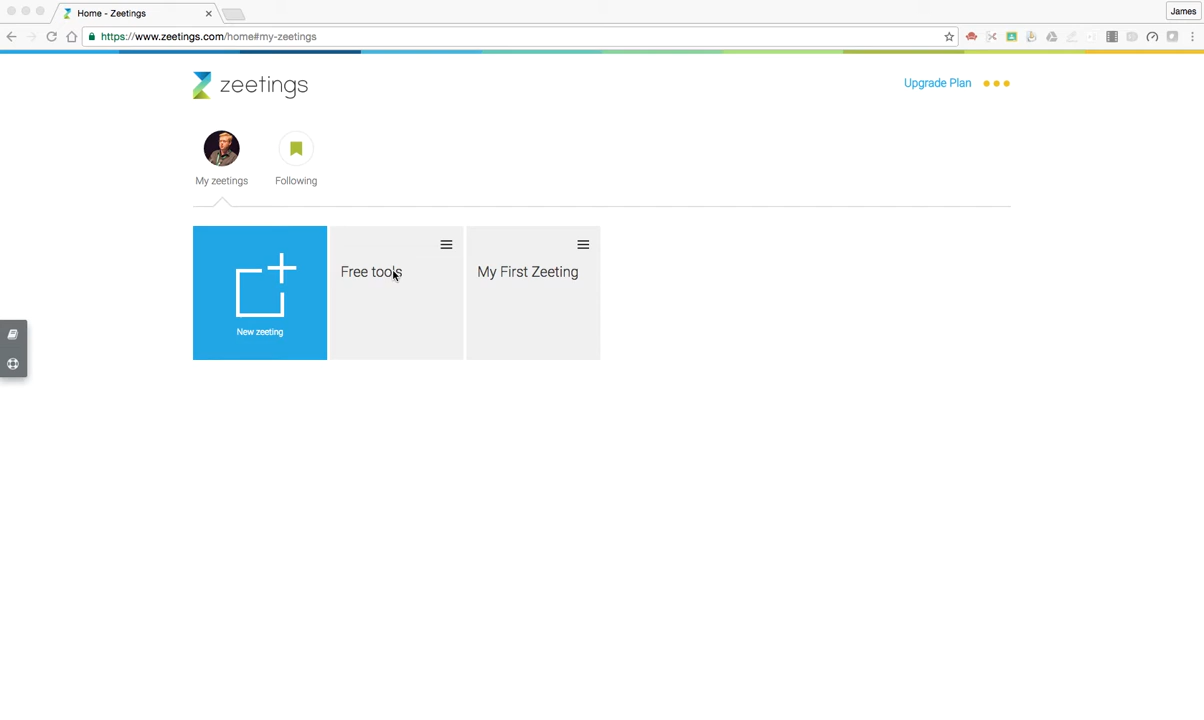 Home - Zeetings
James
https://www.zeetings.com/home#my-zeetings
zeetings
Upgrade Plan
My zeetings
Following
Free tools
My First Zeeting
New zeeting